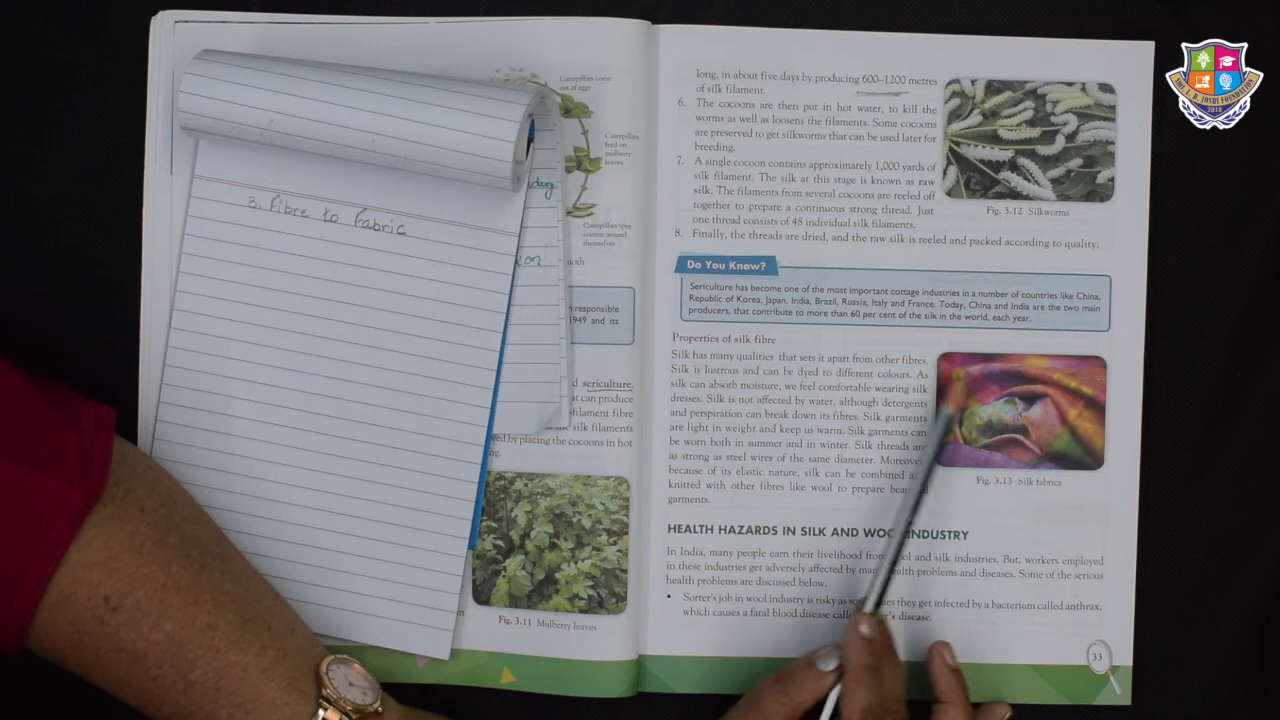 Caterpillars come
out of eggs
Caterpillars
feed on
mulberry
leaves
Caterpillars spin
cocoon around
themselves
moth
3. Fibre to Fabric
responsible
1949 and its
sericulture.
at can produce
-filament fibre
silk filaments
ved by placing the cocoons in hot
Fig. 3.11 Mulberry leaves
long, in about five days by producing 600–1200 metres
of silk filament.
6. The cocoons are then put in hot water, to kill the
worms as well as loosens the filaments. Some cocoons
are preserved to get silkworms that can be used later for
breeding.
7. A single cocoon contains approximately 1,000 yards of
silk filament. The silk at this stage is known as raw
silk. The filaments from several cocoons are reeled off
together to prepare a continuous strong thread. Just
one thread consists of 48 individual silk filaments.
8. Finally, the threads are dried, and the raw silk is reeled and packed according to quality.
Fig. 3.12 Silkworms
Do You Know?
Sericulture has become one of the most important cottage industries in a number of countries like China,
Republic of Korea, Japan, India, Brazil, Russia, Italy and France. Today, China and India are the two main
producers, that contribute to more than 60 per cent of the silk in the world, each year.
Properties of silk fibre
Silk has many qualities that sets it apart from other fibres.
Silk is lustrous and can be dyed to different colours. As
silk can absorb moisture, we feel comfortable wearing silk
dresses. Silk is not affected by water, although detergents
and perspiration can break down its fibres. Silk garments
are light in weight and keep us warm. Silk garments can
be worn both in summer and in winter. Silk threads are
as strong as steel wires of the same diameter. Moreover
because of its elastic nature, silk can be combined
knitted with other fibres like wool to prepare
garments.
Fig. 3.13 Silk fabrics
HEALTH HAZARDS IN SILK AND WOOL INDUSTRY
In India, many people earn their livelihood from wool and silk industries. But, workers employed
in these industries get adversely affected by many health problems and diseases. Some of the serious
health problems are discussed below.
• Sorter's job in wool industry is risky as sometimes they get infected by a bacterium called anthrax,
which causes a fatal blood disease called sorter's disease.
33
2018